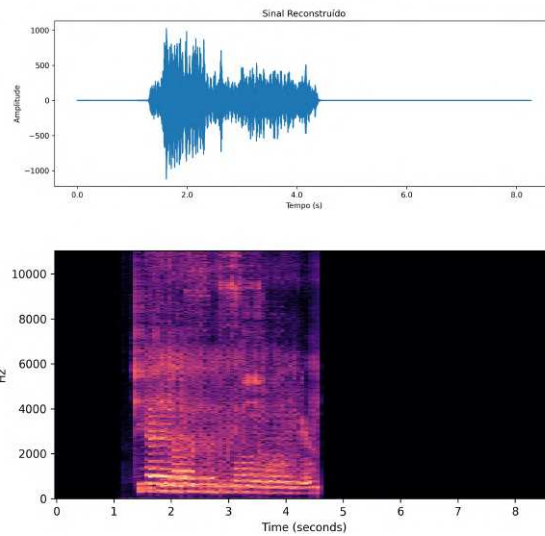 Sinal Reconstruído
1000
500
0
−500
−1000
Amplitude
0.0 2.0 4.0 6.0 8.0
Tempo (s)
10000
8000
6000
4000
2000
0
Hz
0 1 2 3 4 5 6 7 8
Time (seconds)